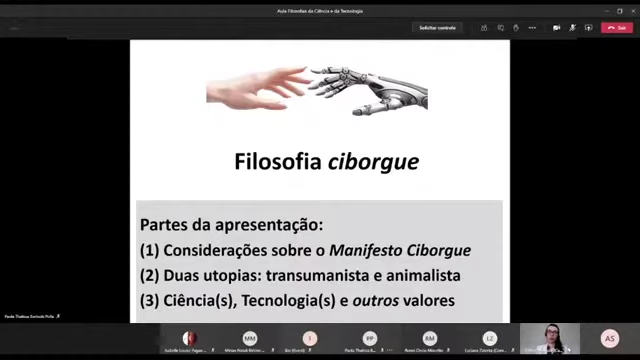 Aula Filosofias da Ciência e da Tecnologia
Solicitar controle
Sair
Filosofia ciborgue
Partes da apresentação:
(1) Considerações sobre o Manifesto Ciborgue
(2) Duas utopias: transumanista e animalista
(3) Ciência(s), Tecnologia(s) e outros valores
MM
I
PP
RM
LZ
AS